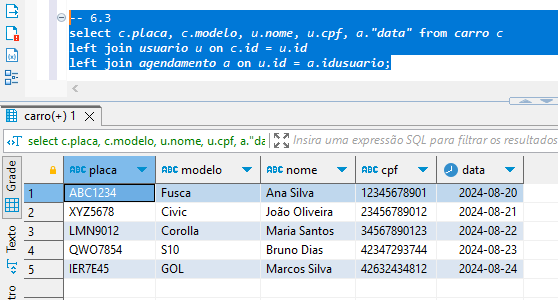 -- 6.3
select c.placa, c.modelo, u.nome, u.cpf, a."data" from carro c
left join usuario u on c.id = u.id
left join agendamento a on u.id = a.idusuario;
carro(+) 1
select c.placa, c.modelo, u.nome, u.cpf, a."da
Insira uma expressão SQL para filtrar os resultados
Grade
Texto
ABC placa ABC modelo ABC nome ABC cpf data
1 ABC1234 Fusca Ana Silva 12345678901 2024-08-20
2 XYZ5678 Civic João Oliveira 23456789012 2024-08-21
3 LMN9012 Corolla Maria Santos 34567890123 2024-08-22
4 QWO7854 S10 Bruno Dias 42347293744 2024-08-23
5 IER7E45 GOL Marcos Silva 42632434812 2024-08-24